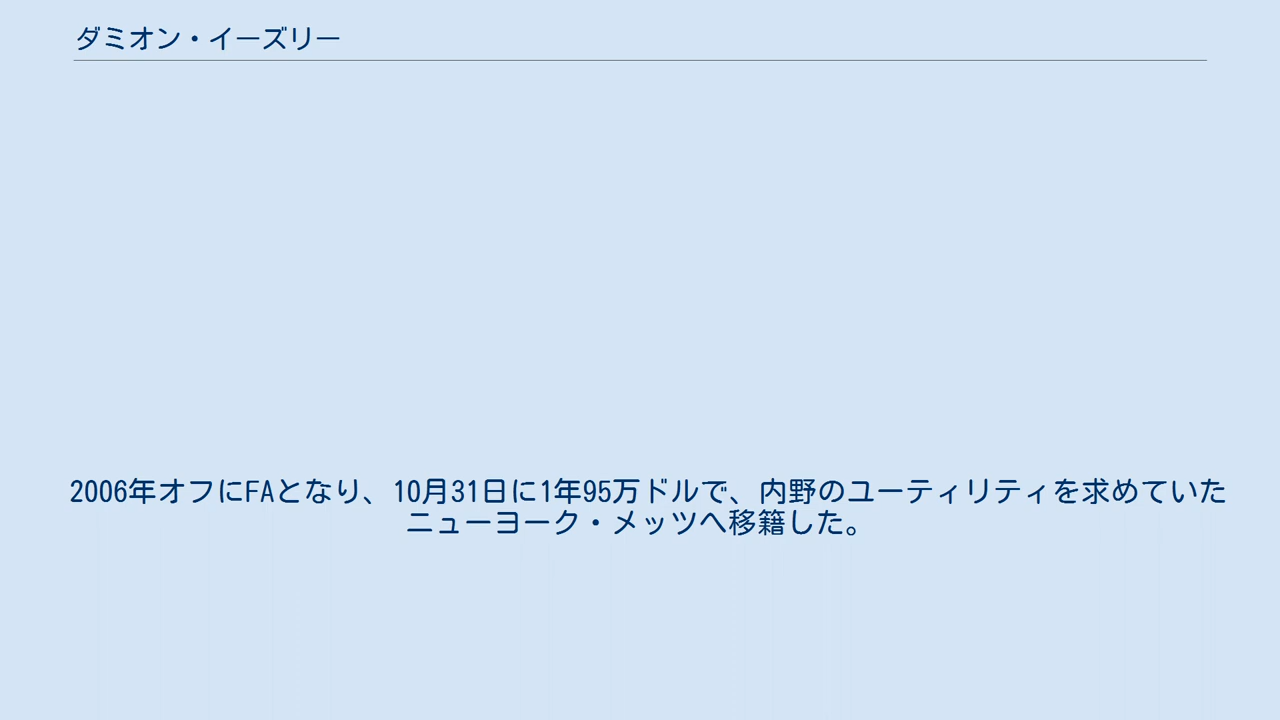 ダミオン・イーズリー
2006年オフにFAとなり、10月31日に1年95万ドルで、内野のユーティリティを求めていた
ニューヨーク・メッツへ移籍した。